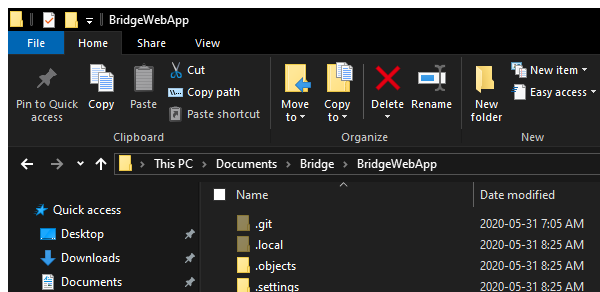 BridgeWebApp
File Home Share View
Pin to Quick access
Copy
Paste
Cut
Copy path
Paste shortcut
Clipboard
Move to
Copy to
Delete
Rename
Organize
New folder
New item
Easy access
New
This PC > Documents > Bridge > BridgeWebApp
Quick access
Desktop
Downloads
Documents
Name Date modified
.git 2020-05-31 7:05 AM
.local 2020-05-31 8:25 AM
.objects 2020-05-31 8:25 AM
.settings 2020-05-31 8:25 AM